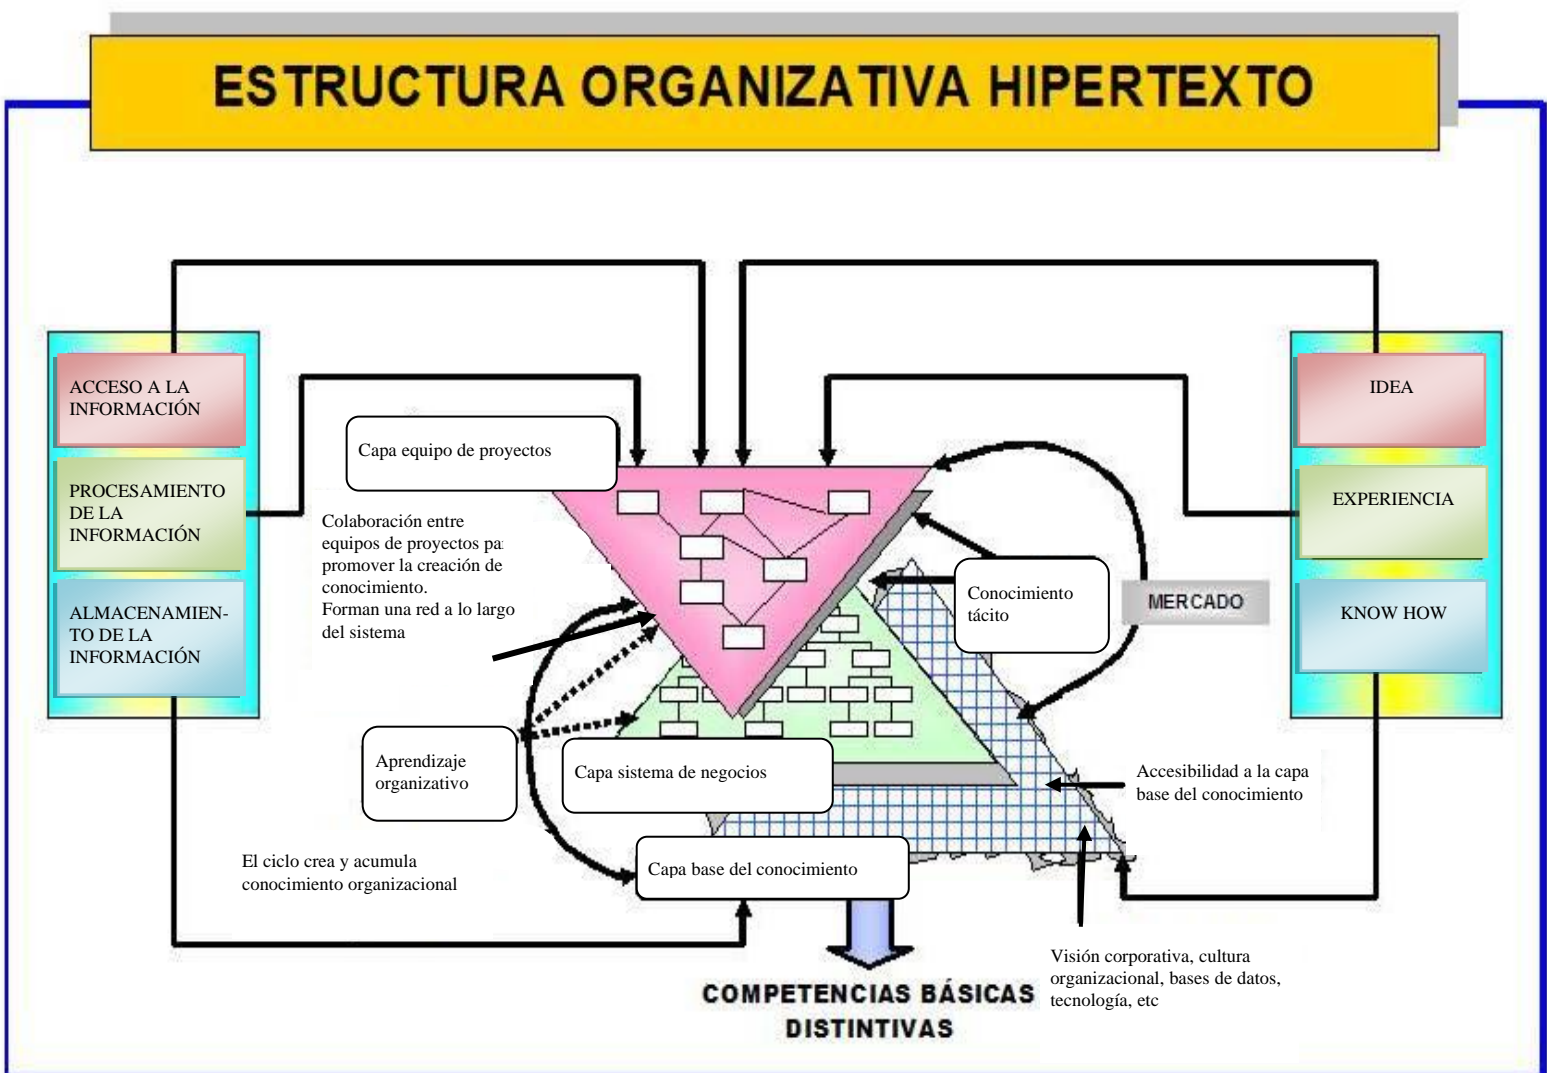 ESTRUCTURA ORGANIZATIVA HIPERTEXTO
ACCESO A LA
INFORMACIÓN
PROCESAMIENTO
DE LA
INFORMACIÓN
ALMACENAMIEN-
TO DE LA
INFORMACIÓN
Capa equipo de proyectos
Colaboración entre
equipos de proyectos pa
promover la creación de
conocimiento.
Forman una red a lo largo
del sistema
Aprendizaje
organizativo
Capa sistema de negocios
Capa base del conocimiento
El ciclo crea y acumula
conocimiento organizacional
Conocimiento
tácito
MERCADO
IDEA
EXPERIENCIA
KNOW HOW
Accesibilidad a la capa
base del conocimiento
Visión corporativa, cultura
organizacional, bases de datos,
tecnología, etc
COMPETENCIAS BÁSICAS
DISTINTIVAS